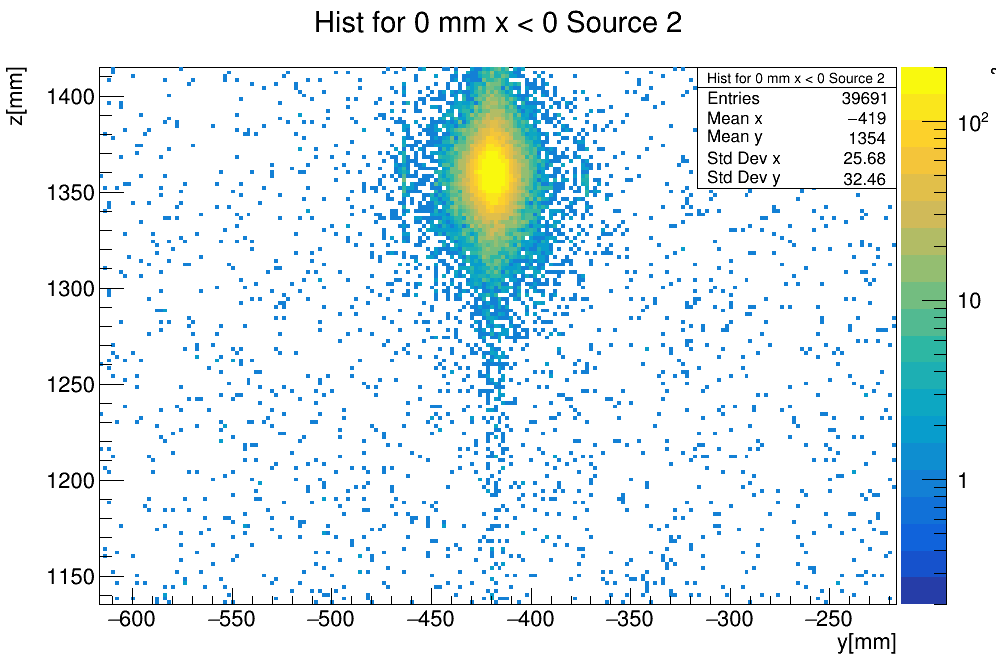 Hist for 0 mm x < 0 Source 2
z[mm]
1400
1350
1300
1250
1200
1150
−600 −550 −500 −450 −400 −350 −300 −250
y[mm]
Hist for 0 mm x < 0 Source 2
Entries 39691
Mean x −419
Mean y 1354
Std Dev x 25.68
Std Dev y 32.46
10²
10
1